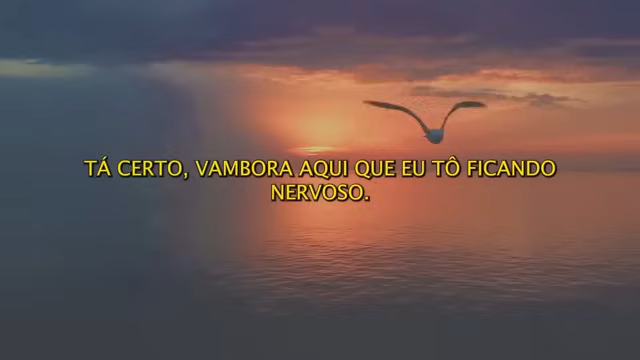 TÁ CERTO, VAMBORA AQUI QUE EU TÔ FICANDO
NERVOSO.